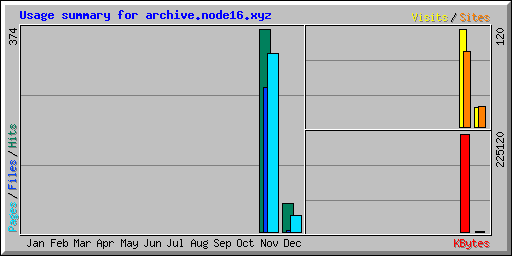 Usage summary for archive.node16.xyz
Visits / Sites
374
120
Pages / Files / Hits
225120
Jan Feb Mar Apr May Jun Jul Aug Sep Oct Nov Dec
KBytes